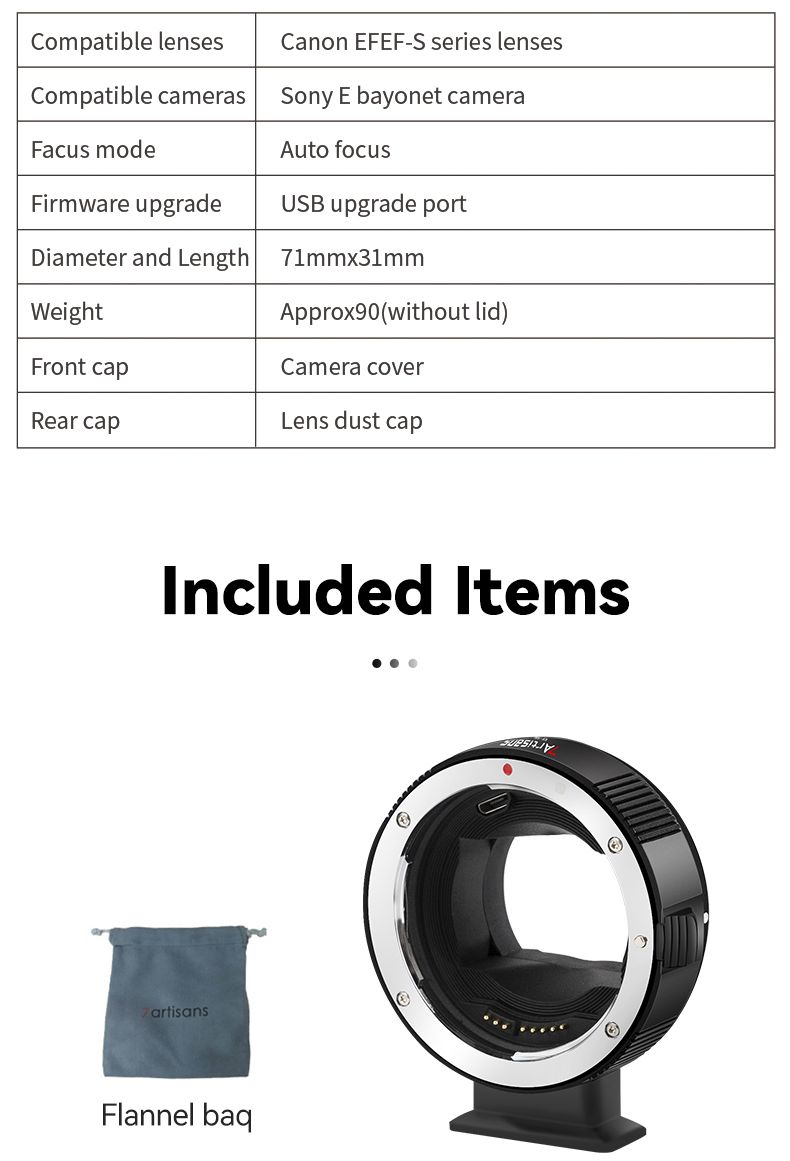 Compatible lenses Canon EFEF-S series lenses
Compatible cameras Sony E bayonet camera
Facus mode Auto focus
Firmware upgrade USB upgrade port
Diameter and Length 71mmx31mm
Weight Approx90(without lid)
Front cap Camera cover
Rear cap Lens dust cap
Included Items
7Artisans
7artisans
Flannel baq